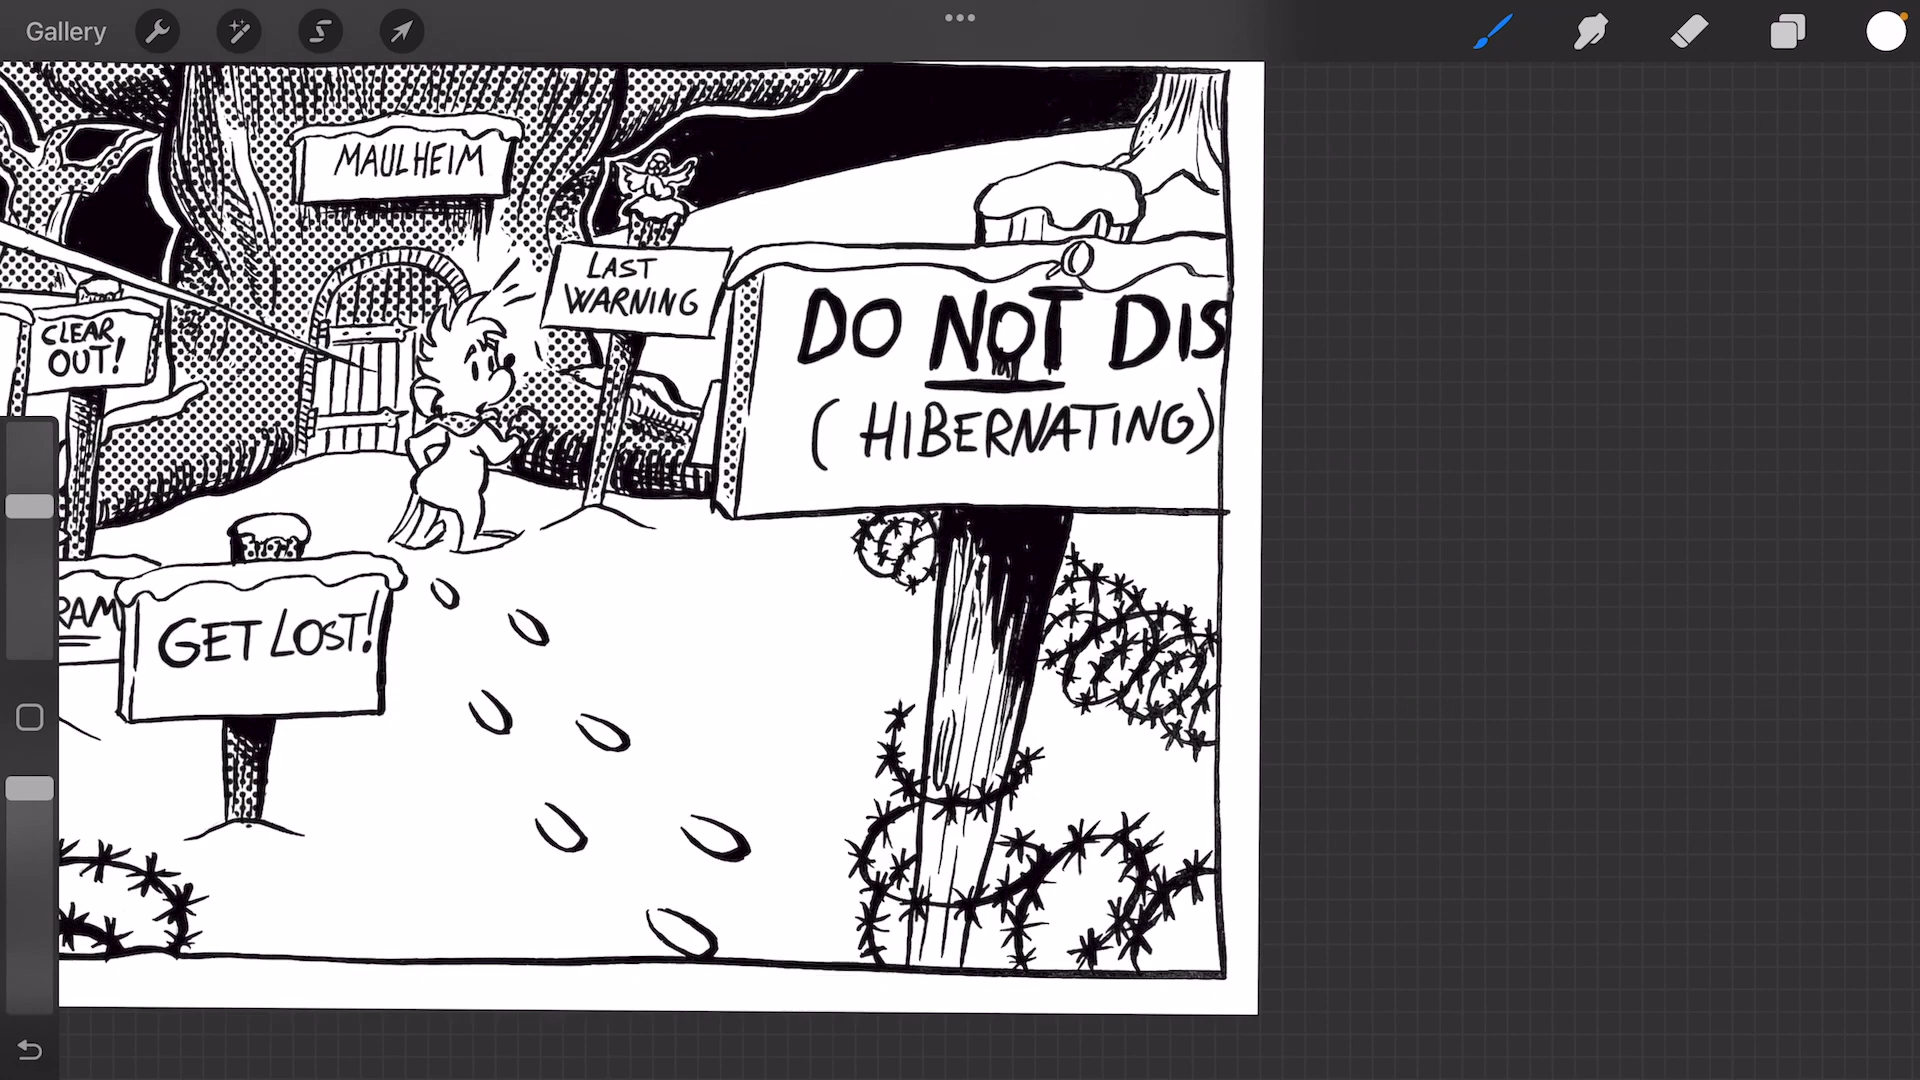 Gallery
MAULHEIM
LAST
WARNING
CLEAR
OUT!
DO NOT DIS
(HIBERNATING)
RAM
GET LOST!